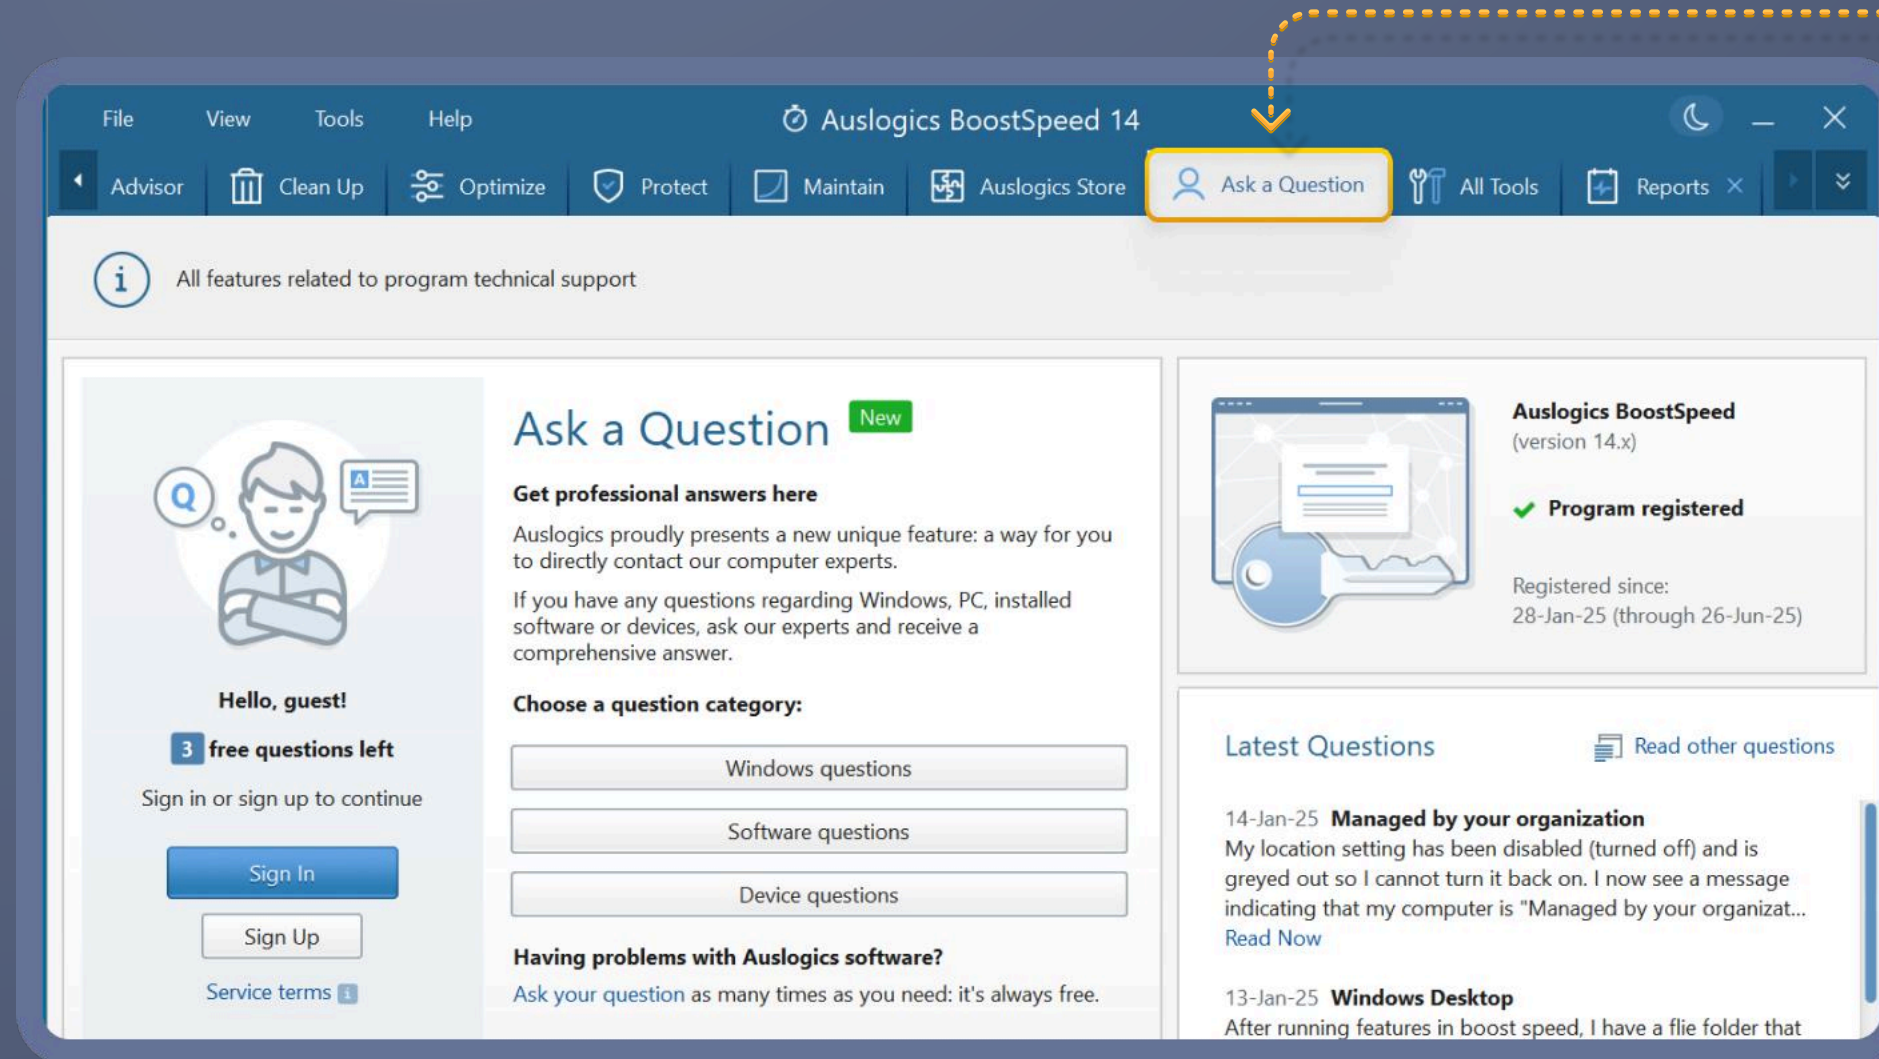 File View Tools Help
Auslogics BoostSpeed 14
Advisor Clean Up Optimize Protect Maintain Auslogics Store Ask a Question All Tools Reports
i All features related to program technical support
Q A
Hello, guest!
3 free questions left
Sign in or sign up to continue
Sign In
Sign Up
Service terms i
Ask a Question New
Get professional answers here
Auslogics proudly presents a new unique feature: a way for you
to directly contact our computer experts.
If you have any questions regarding Windows, PC, installed
software or devices, ask our experts and receive a
comprehensive answer.
Choose a question category:
Windows questions
Software questions
Device questions
Having problems with Auslogics software?
Ask your question as many times as you need: it's always free.
Auslogics BoostSpeed
(version 14.x)
Program registered
Registered since:
28-Jan-25 (through 26-Jun-25)
Latest Questions Read other questions
14-Jan-25 Managed by your organization
My location setting has been disabled (turned off) and is
greyed out so I cannot turn it back on. I now see a message
indicating that my computer is "Managed by your organizat...
Read Now
13-Jan-25 Windows Desktop
After running features in boost speed, I have a flie folder that